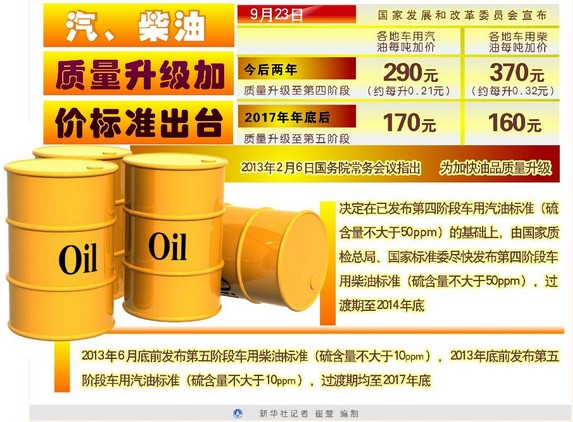 汽、柴油
质量升级加
价标准出台
9月23日
国家发展和改革委员会宣布
各地车用汽
油每吨加价
各地车用柴
油每吨加价
今后两年
质量升级至第四阶段
290元
(约每升0.21元)
370元
(约每升0.32元)
2017年年底后
质量升级至第五阶段
170元
160元
2013年2月6日国务院常务会议指出
为加快油品质量升级
决定在已发布第四阶段车用汽油标准（硫
含量不大于50ppm）的基础上，由国家质
检总局、国家标准委尽快发布第四阶段车
用柴油标准（硫含量不大于50ppm），过
渡期至2014年底
Oil
Oil
2013年6月底前发布第五阶段车用柴油标准（硫含量不大于10ppm），2013年底前发布第五
阶段车用汽油标准（硫含量不大于10ppm），过渡期均至2017年底
新华社记者 崔莹 编制